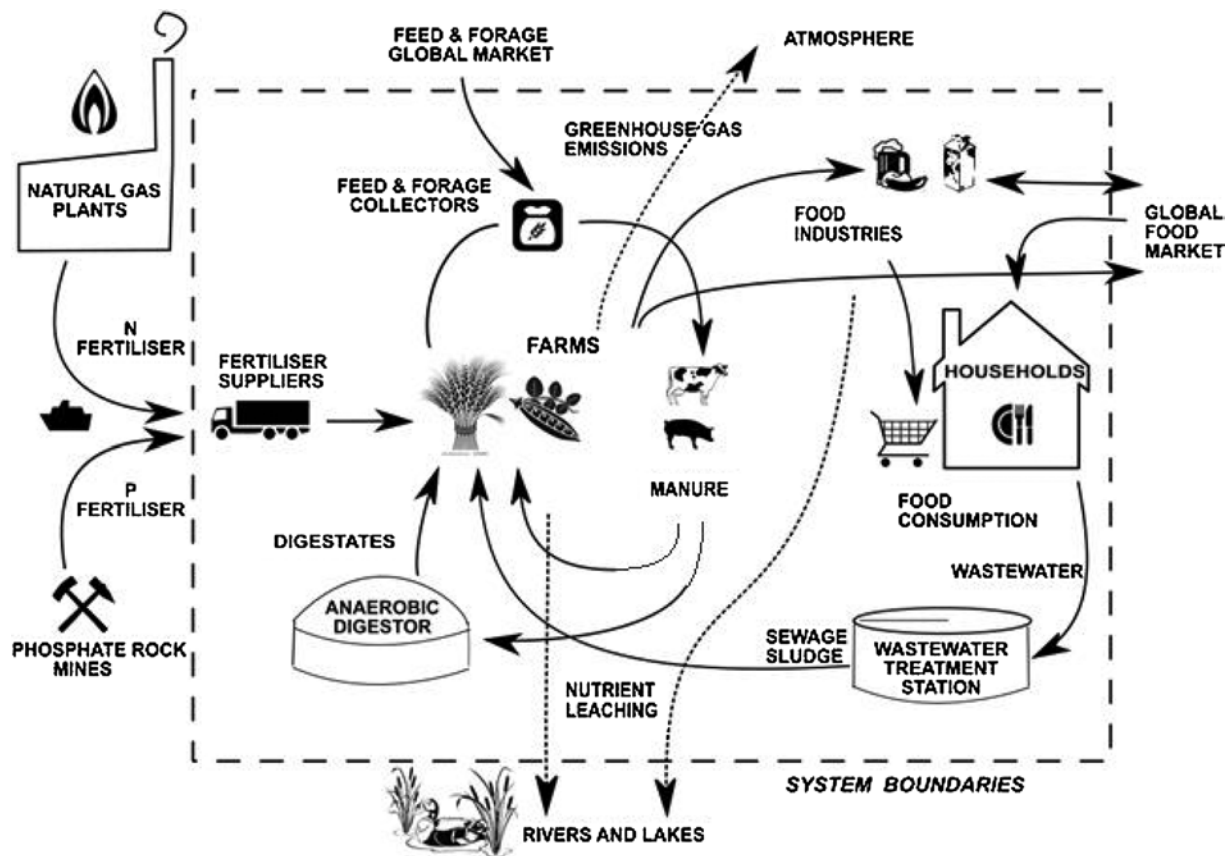 FEED & FORAGE
GLOBAL MARKET
ATMOSPHERE
GREENHOUSE GAS
EMISSIONS
NATURAL GAS
PLANTS
FEED & FORAGE
COLLECTORS
FOOD
INDUSTRIES
GLOBAL
FOOD
MARKET
N
FERTILISER
FERTILISER
SUPPLIERS
FARMS
HOUSEHOLDS
P
FERTILISER
MANURE
FOOD
CONSUMPTION
DIGESTATES
WASTEWATER
ANAEROBIC
DIGESTOR
PHOSPHATE ROCK
MINES
SEWAGE
SLUDGE
WASTEWATER
TREATMENT
STATION
NUTRIENT
LEACHING
SYSTEM BOUNDARIES
RIVERS AND LAKES